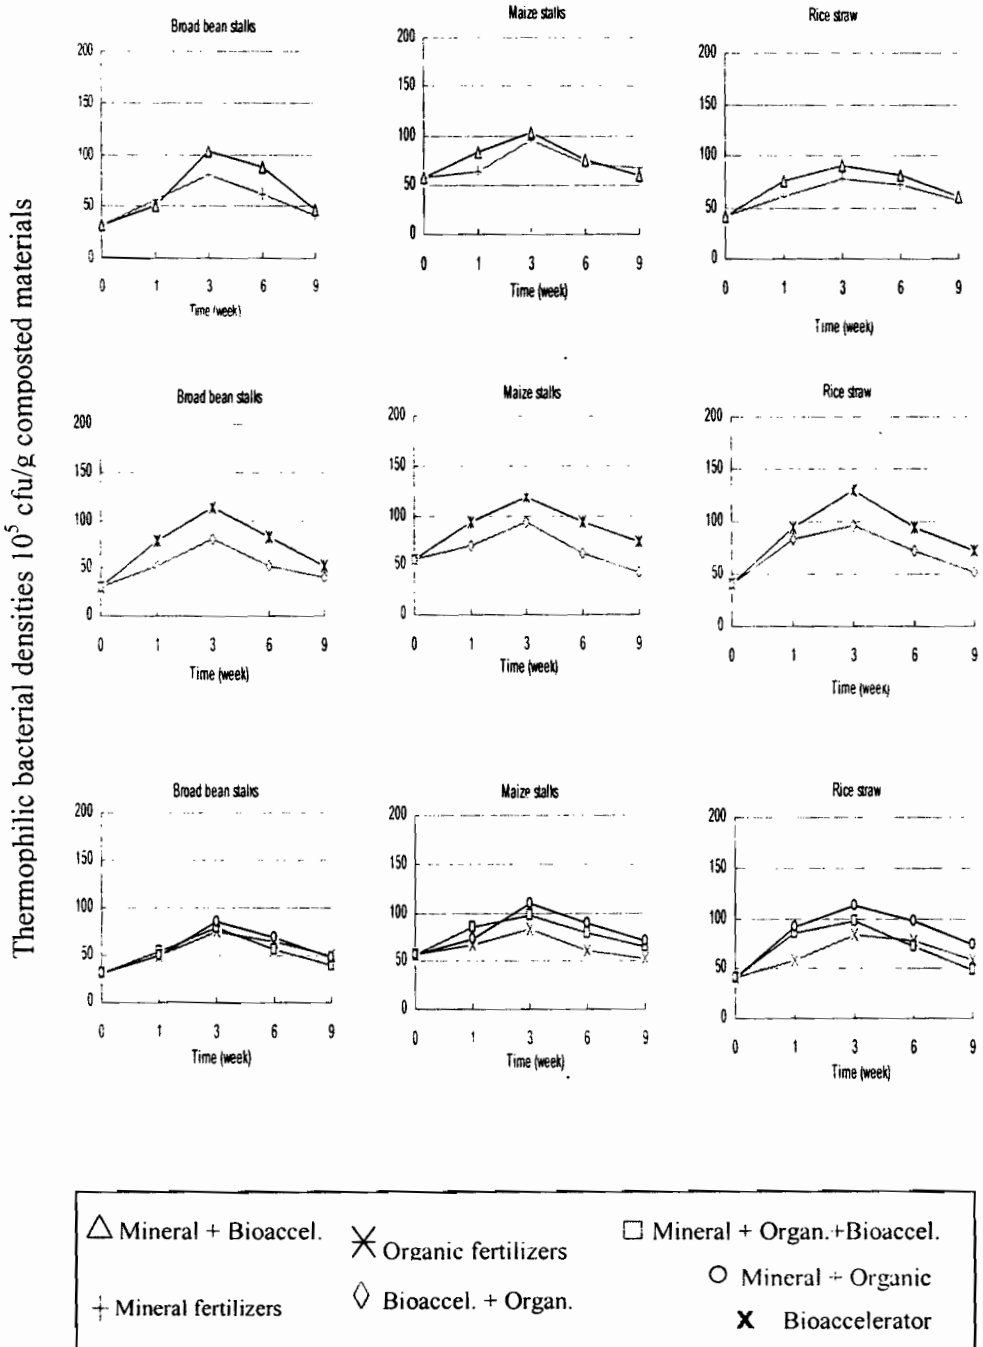 Thermophilic bacterial densities 10⁵ cfu/g composted materials
Broad bean stalks
200
150
100
50
0
0 1 3 6 9
Time (week)
Maize stalks
200
150
100
50
0
0 1 3 6 9
Time (week)
Rice straw
200
150
100
50
0
0 1 3 6 9
Time (week)
Broad bean stalks
200
150
100
50
0
0 1 3 6 9
Time (week)
Maize stalks
200
150
100
50
0
0 1 3 6 9
Time (week)
Rice straw
200
150
100
50
0
0 1 3 6 9
Time (week)
Broad bean stalks
200
150
100
50
0
0 1 3 6 9
Time (week)
Maize stalks
200
150
100
50
0
0 1 3 6 9
Time (week)
Rice straw
200
150
100
50
0
0 1 3 6 9
Time (week)
Mineral + Bioaccel.
Mineral fertilizers
Organic fertilizers
Bioaccel. + Organ.
Mineral + Organ.+Bioaccel.
Mineral + Organic
Bioaccelerator